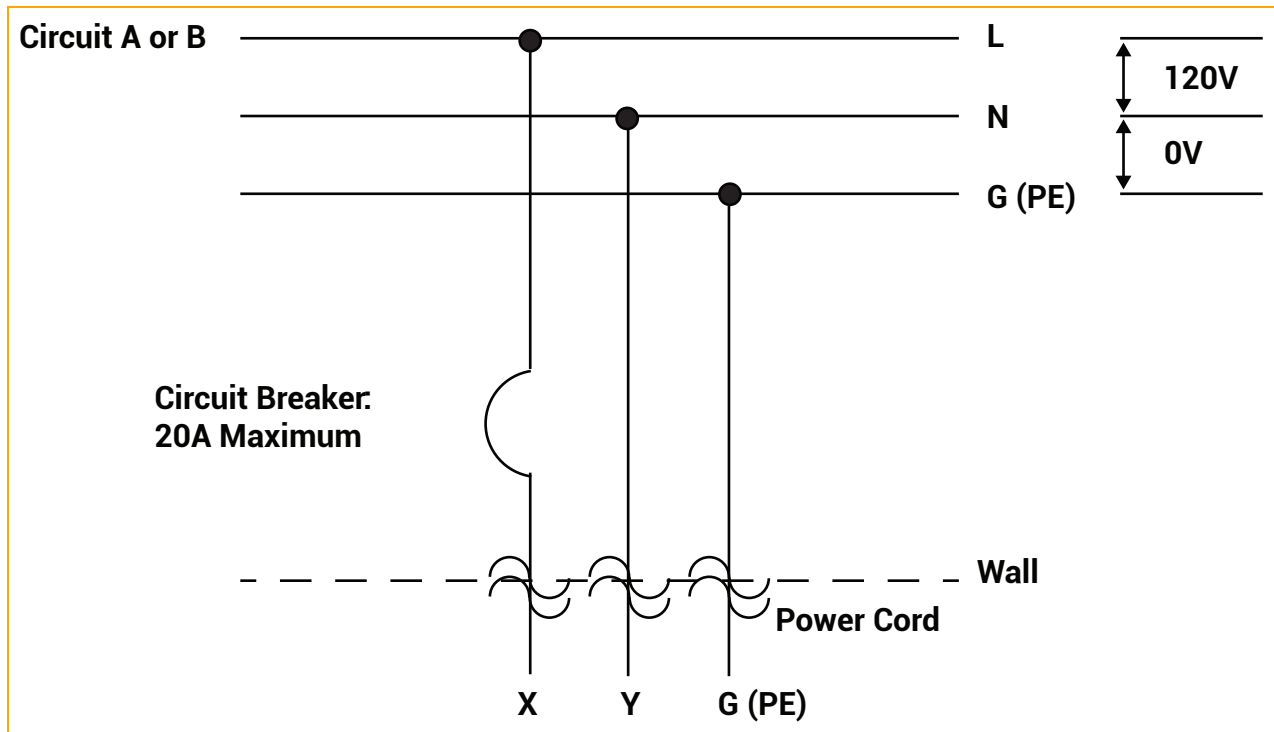 Circuit A or B
L
120V
N
0V
G (PE)
Circuit Breaker:
20A Maximum
Wall
Power Cord
X Y G (PE)